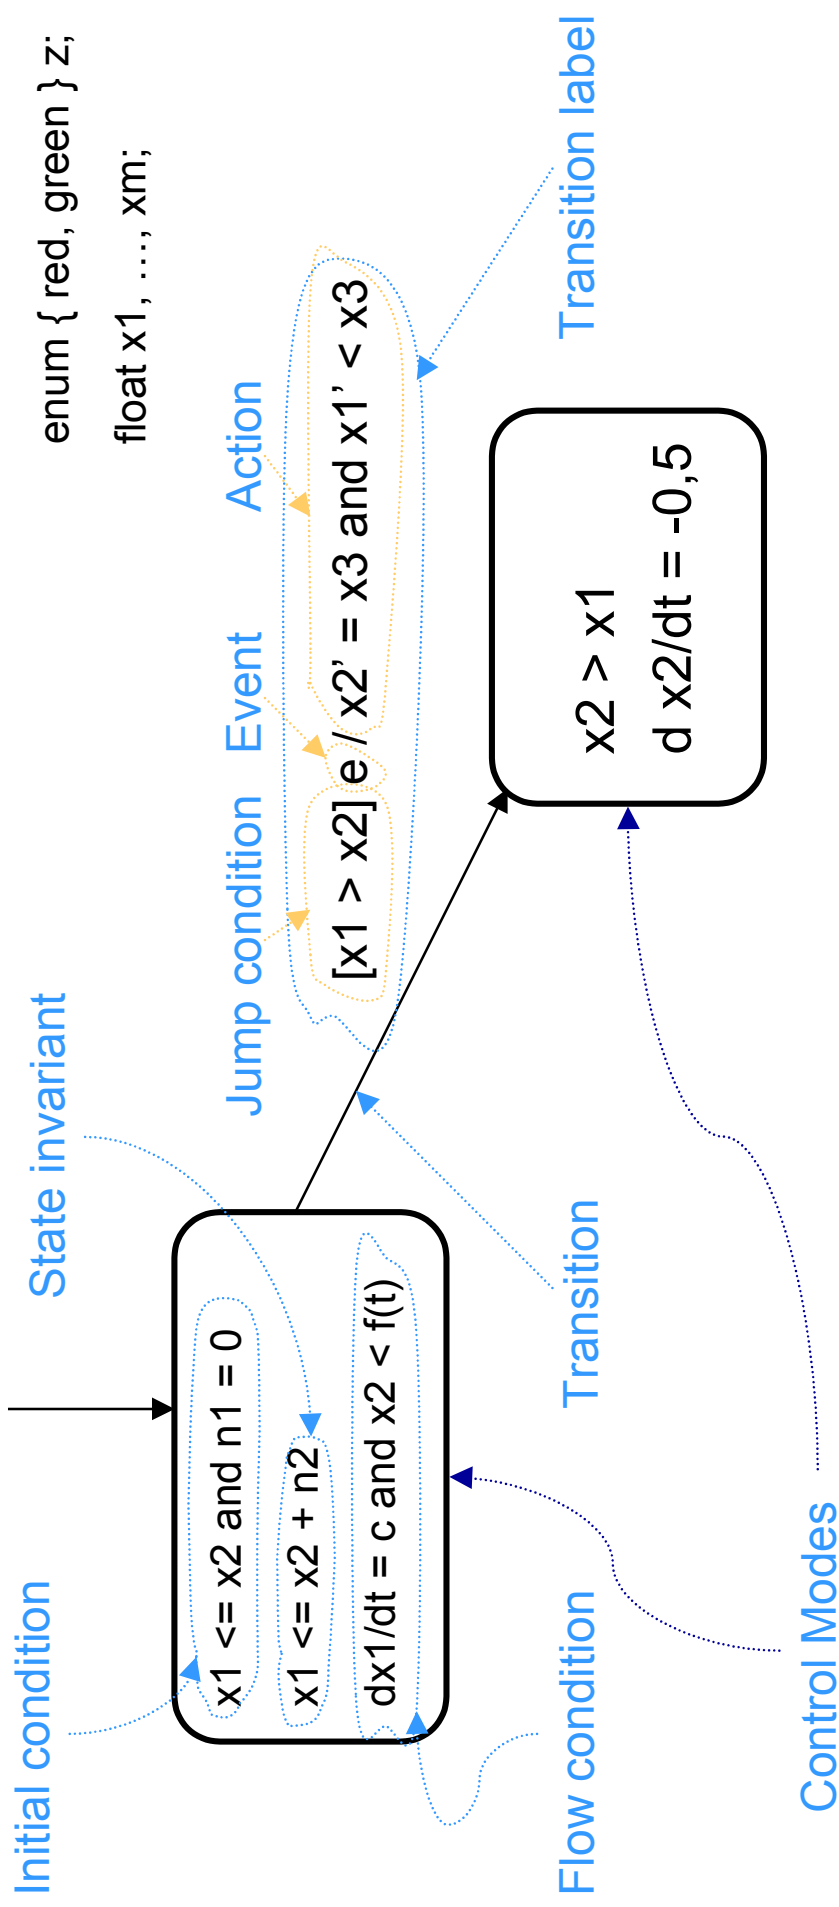 enum { red, green } z;
float x1, …, xm;
Initial condition
State invariant
Jump condition
Event
Action
x1 <= x2 and n1 = 0
x1 <= x2 + n2
dx1/dt = c and x2 < f(t)
[x1 > x2] e / x2’ = x3 and x1’ < x3
x2 > x1
d x2/dt = -0,5
Flow condition
Transition
Transition label
Control Modes